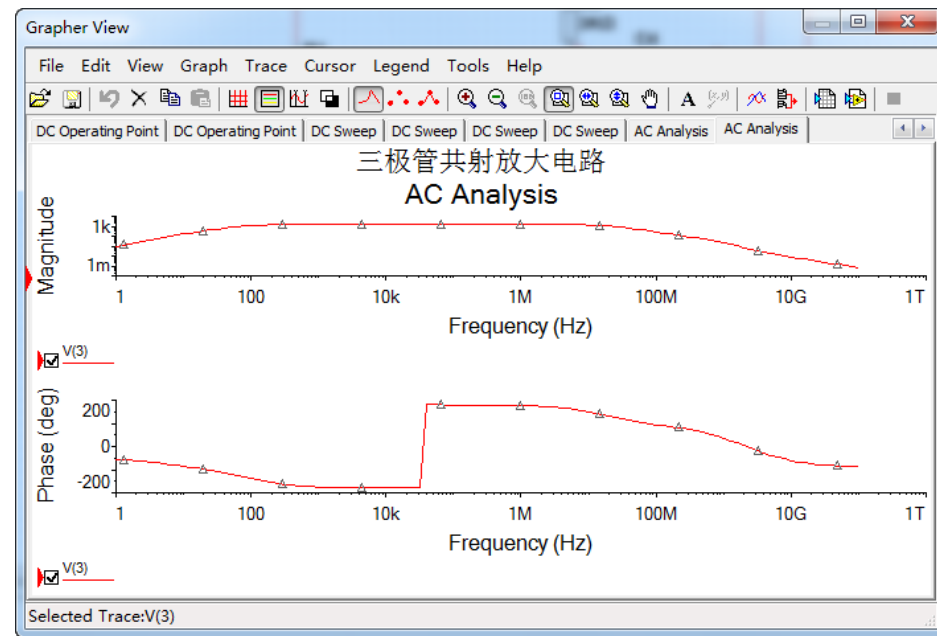 Grapher View
File Edit View Graph Trace Cursor Legend Tools Help
A
DC Operating Point DC Operating Point DC Sweep DC Sweep DC Sweep DC Sweep AC Analysis AC Analysis
三极管共射放大电路
AC Analysis
Magnitude
1k
1m
1 100 10k 1M 100M 10G 1T
Frequency (Hz)
V(3)
Phase (deg)
200
0
-200
1 100 10k 1M 100M 10G 1T
Frequency (Hz)
V(3)
Selected Trace:V(3)